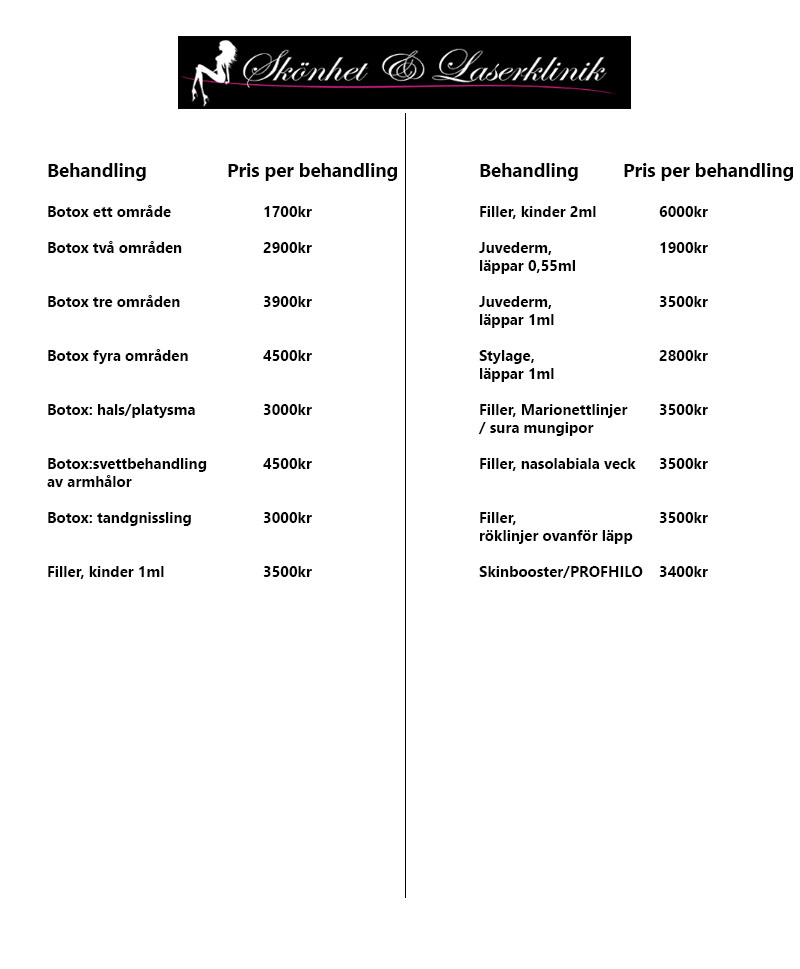 Skönhet & Laserklinik
Behandling Pris per behandling
Botox ett område 1700kr
Botox två områden 2900kr
Botox tre områden 3900kr
Botox fyra områden 4500kr
Botox: hals/platysma 3000kr
Botox:svettbehandling 4500kr
av armhålor
Botox: tandgnissling 3000kr
Filler, kinder 1ml 3500kr
Behandling Pris per behandling
Filler, kinder 2ml 6000kr
Juvederm, 1900kr
läppar 0,55ml
Juvederm, 3500kr
läppar 1ml
Stylage, 2800kr
läppar 1ml
Filler, Marionettlinjer 3500kr
/ sura mungipor
Filler, nasolabiala veck 3500kr
Filler, 3500kr
röklinjer ovanför läpp
Skinbooster/PROFHILO 3400kr